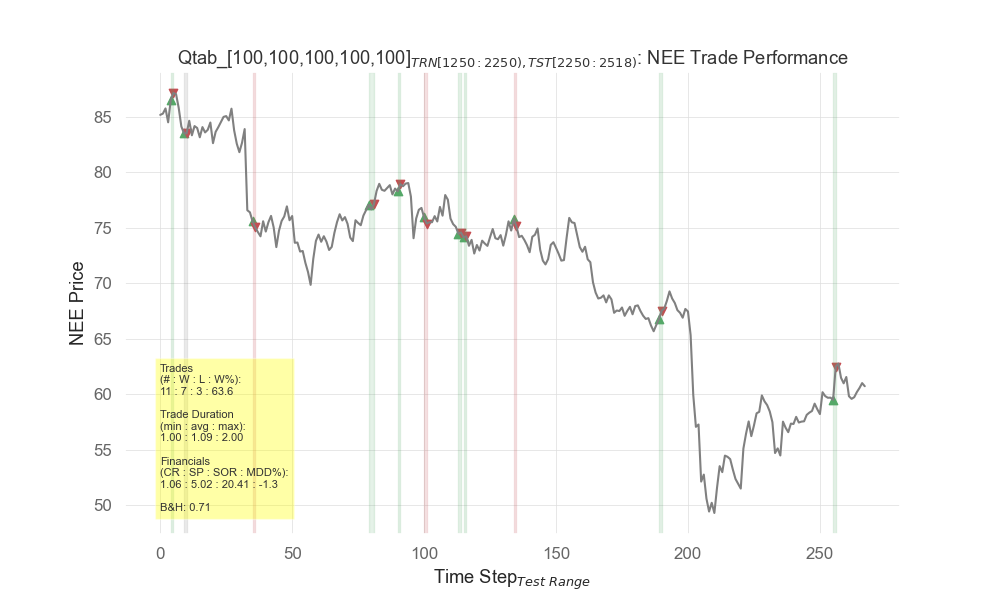 Qtab_[100,100,100,100,100]TRN[1250:2250),TST[2250:2518): NEE Trade Performance
85
80
75
70
65
60
55
50
NEE Price
Trades
(# : W : L : W%):
11 : 7 : 3 : 63.6
Trade Duration
(min : avg : max):
1.00 : 1.09 : 2.00
Financials
(CR : SP : SOR : MDD%):
1.06 : 5.02 : 20.41 : -1.3
B&H: 0.71
0 50 100 150 200 250
Time StepTest Range